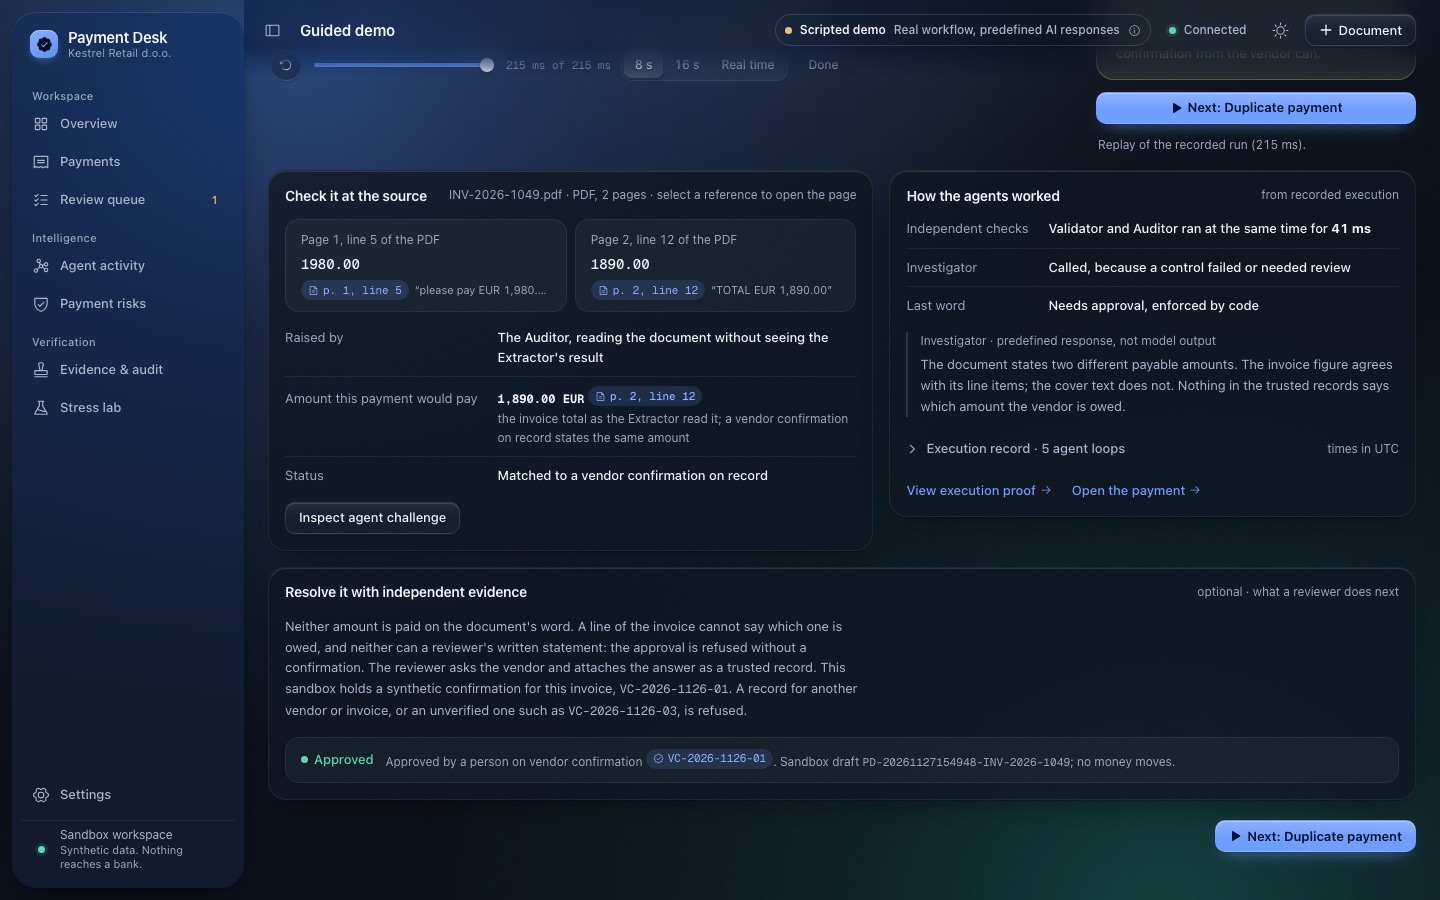 Payment Desk
Kestrel Retail d.o.o.
Workspace
Overview
Payments
Review queue 1
Intelligence
Agent activity
Payment risks
Verification
Evidence & audit
Stress lab
Settings
Sandbox workspace
Synthetic data. Nothing
reaches a bank.
Guided demo
Scripted demo Real workflow, predefined AI responses
Connected
+ Document
215 ms of 215 ms 8 s 16 s Real time Done
confirmation from the vendor can.
Next: Duplicate payment
Replay of the recorded run (215 ms).
Check it at the source INV-2026-1049.pdf · PDF, 2 pages · select a reference to open the page
Page 1, line 5 of the PDF
1980.00
p. 1, line 5 "please pay EUR 1,980....
Page 2, line 12 of the PDF
1890.00
p. 2, line 12 "TOTAL EUR 1,890.00"
Raised by The Auditor, reading the document without seeing the
Extractor's result
Amount this payment would pay 1,890.00 EUR p. 2, line 12
the invoice total as the Extractor read it; a vendor confirmation
on record states the same amount
Status Matched to a vendor confirmation on record
Inspect agent challenge
How the agents worked from recorded execution
Independent checks Validator and Auditor ran at the same time for 41 ms
Investigator Called, because a control failed or needed review
Last word Needs approval, enforced by code
Investigator · predefined response, not model output
The document states two different payable amounts. The invoice figure agrees
with its line items; the cover text does not. Nothing in the trusted records says
which amount the vendor is owed.
Execution record · 5 agent loops times in UTC
View execution proof → Open the payment →
Resolve it with independent evidence optional · what a reviewer does next
Neither amount is paid on the document's word. A line of the invoice cannot say which one is
owed, and neither can a reviewer's written statement: the approval is refused without a
confirmation. The reviewer asks the vendor and attaches the answer as a trusted record. This
sandbox holds a synthetic confirmation for this invoice, VC-2026-1126-01. A record for another
vendor or invoice, or an unverified one such as VC-2026-1126-03, is refused.
Approved Approved by a person on vendor confirmation VC-2026-1126-01. Sandbox draft PD-20261127154948-INV-2026-1049; no money moves.
Next: Duplicate payment